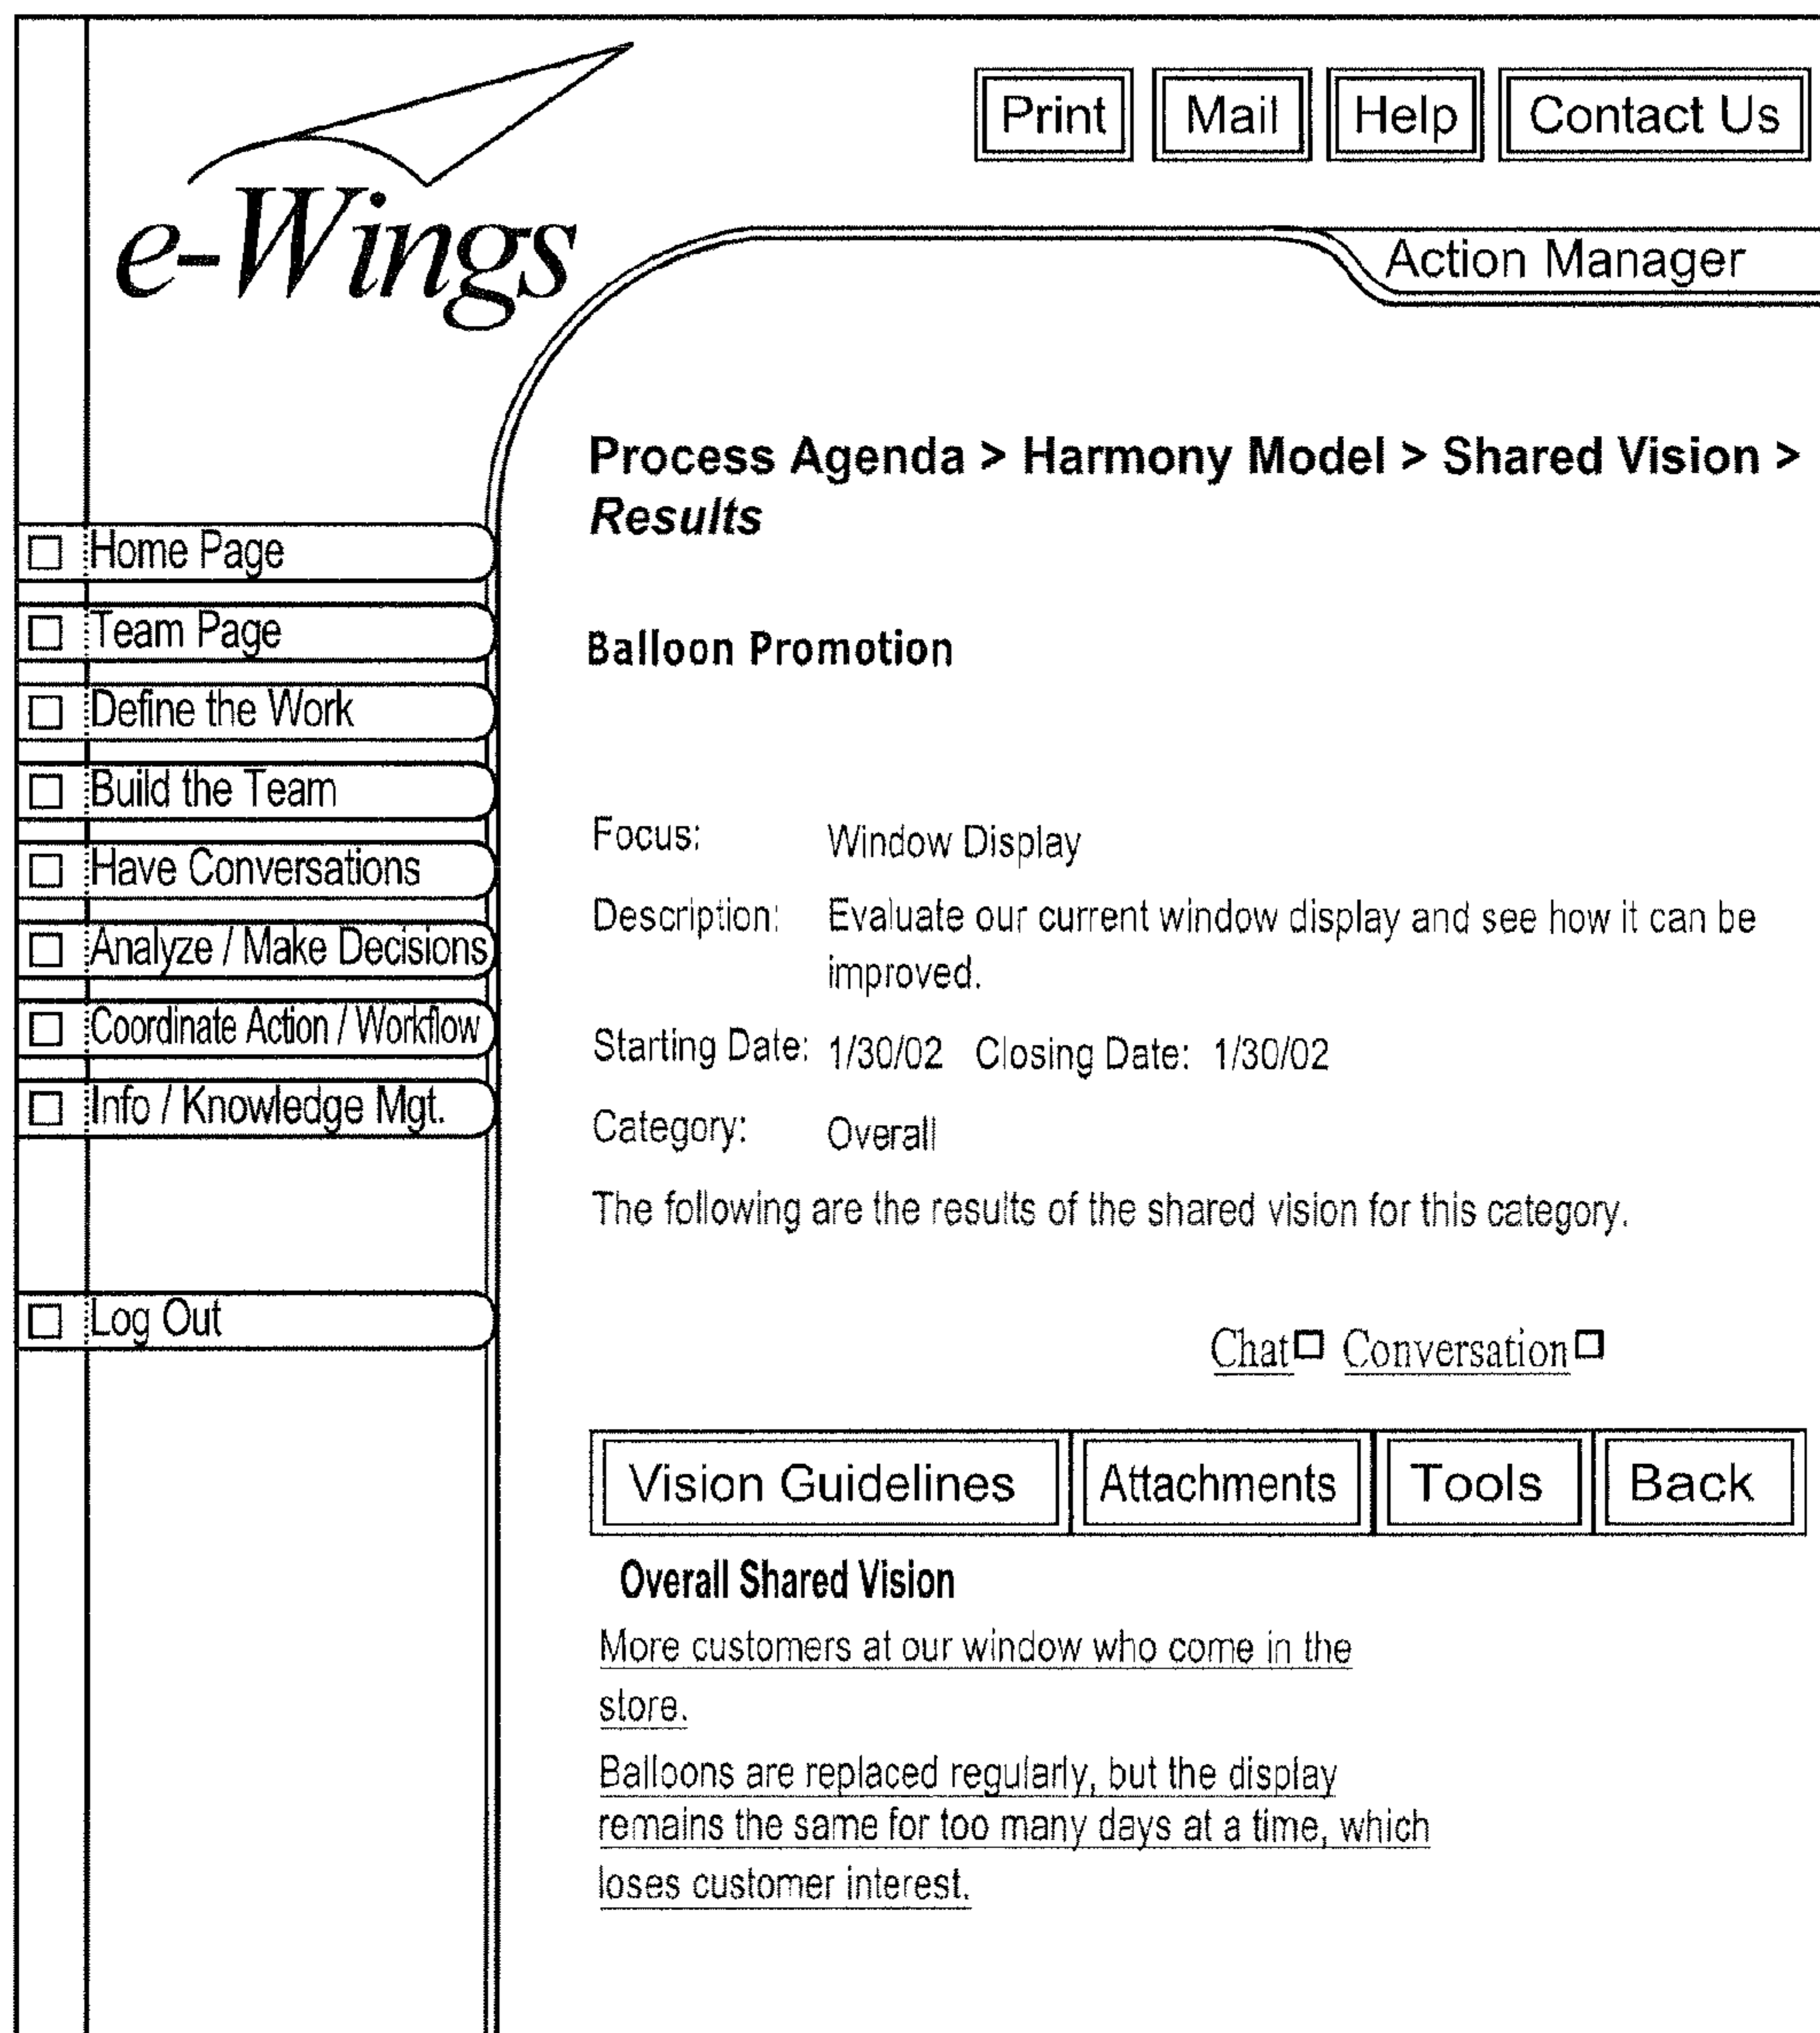 Print Mail Help Contact Us
e-Wings
Action Manager
Process Agenda > Harmony Model > Shared Vision >
Results
Home Page
Team Page
Define the Work
Build the Team
Have Conversations
Analyze / Make Decisions
Coordinate Action / Workflow
Info / Knowledge Mgt.
Log Out
Balloon Promotion
Focus: Window Display
Description: Evaluate our current window display and see how it can be
improved.
Starting Date: 1/30/02 Closing Date: 1/30/02
Category: Overall
The following are the results of the shared vision for this category.
Chat Conversation
Vision Guidelines Attachments Tools Back
Overall Shared Vision
More customers at our window who come in the
store.
Balloons are replaced regularly, but the display
remains the same for too many days at a time, which
loses customer interest.